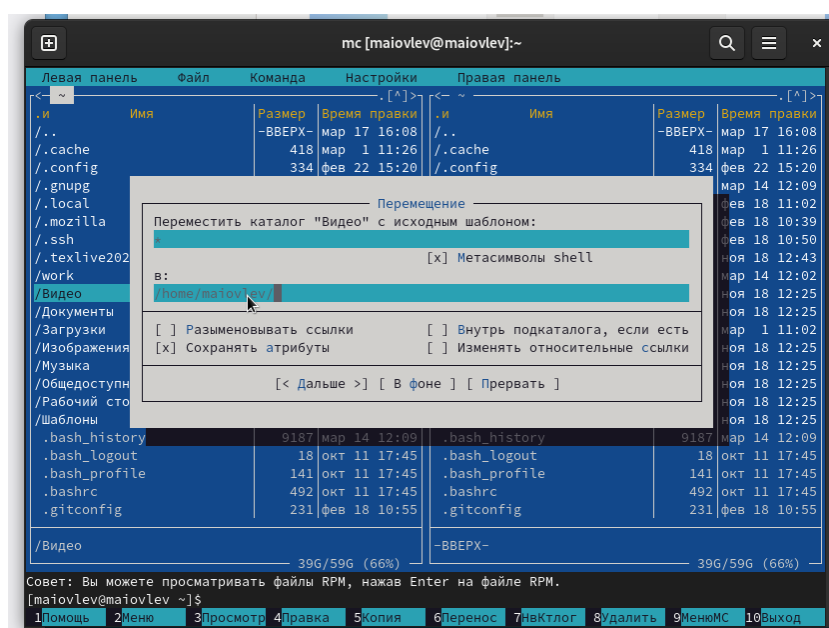 mc [maiovlev@maiovlev]:~
Левая панель Файл Команда Настройки Правая панель
<- ~ .[^]> <- ~ .[^]>
.и Имя Размер Время правки .и Имя Размер Время правки
/.. -ВВЕРХ- мар 17 16:08 /.. -ВВЕРХ- мар 17 16:08
/.cache 418 мар 1 11:26 /.cache 418 мар 1 11:26
/.config 334 фев 22 15:20 /.config 334 фев 22 15:20
/.gnupg мар 14 12:09
/.local Перемещение фев 18 11:02
/.mozilla Переместить каталог "Видео" с исходным шаблоном: фев 18 10:39
/.ssh * фев 18 10:50
/.texlive202 [x] Метасимволы shell ноя 18 12:43
/work в: мар 14 12:02
/Видео /home/maiovlev/ ноя 18 12:25
/Документы ноя 18 12:25
/Загрузки [ ] Разыменовывать ссылки [ ] Внутрь подкаталога, если есть мар 1 11:02
/Изображения [x] Сохранять атрибуты [ ] Изменять относительные ссылки ноя 18 12:25
/Музыка ноя 18 12:25
/Общедоступн [< Дальше >] [ В фоне ] [ Прервать ] ноя 18 12:25
/Рабочий сто ноя 18 12:25
/Шаблоны ноя 18 12:25
.bash_history 9187 мар 14 12:09 .bash_history 9187 мар 14 12:09
.bash_logout 18 окт 11 17:45 .bash_logout 18 окт 11 17:45
.bash_profile 141 окт 11 17:45 .bash_profile 141 окт 11 17:45
.bashrc 492 окт 11 17:45 .bashrc 492 окт 11 17:45
.gitconfig 231 фев 18 10:55 .gitconfig 231 фев 18 10:55
/Видео -ВВЕРХ-
39G/59G (66%) 39G/59G (66%)
Совет: Вы можете просматривать файлы RPM, нажав Enter на файле RPM.
[maiovlev@maiovlev ~]$
1Помощь 2Меню 3Просмотр 4Правка 5Копия 6Перенос 7НвКтлог 8Удалить 9МенюМС 10Выход